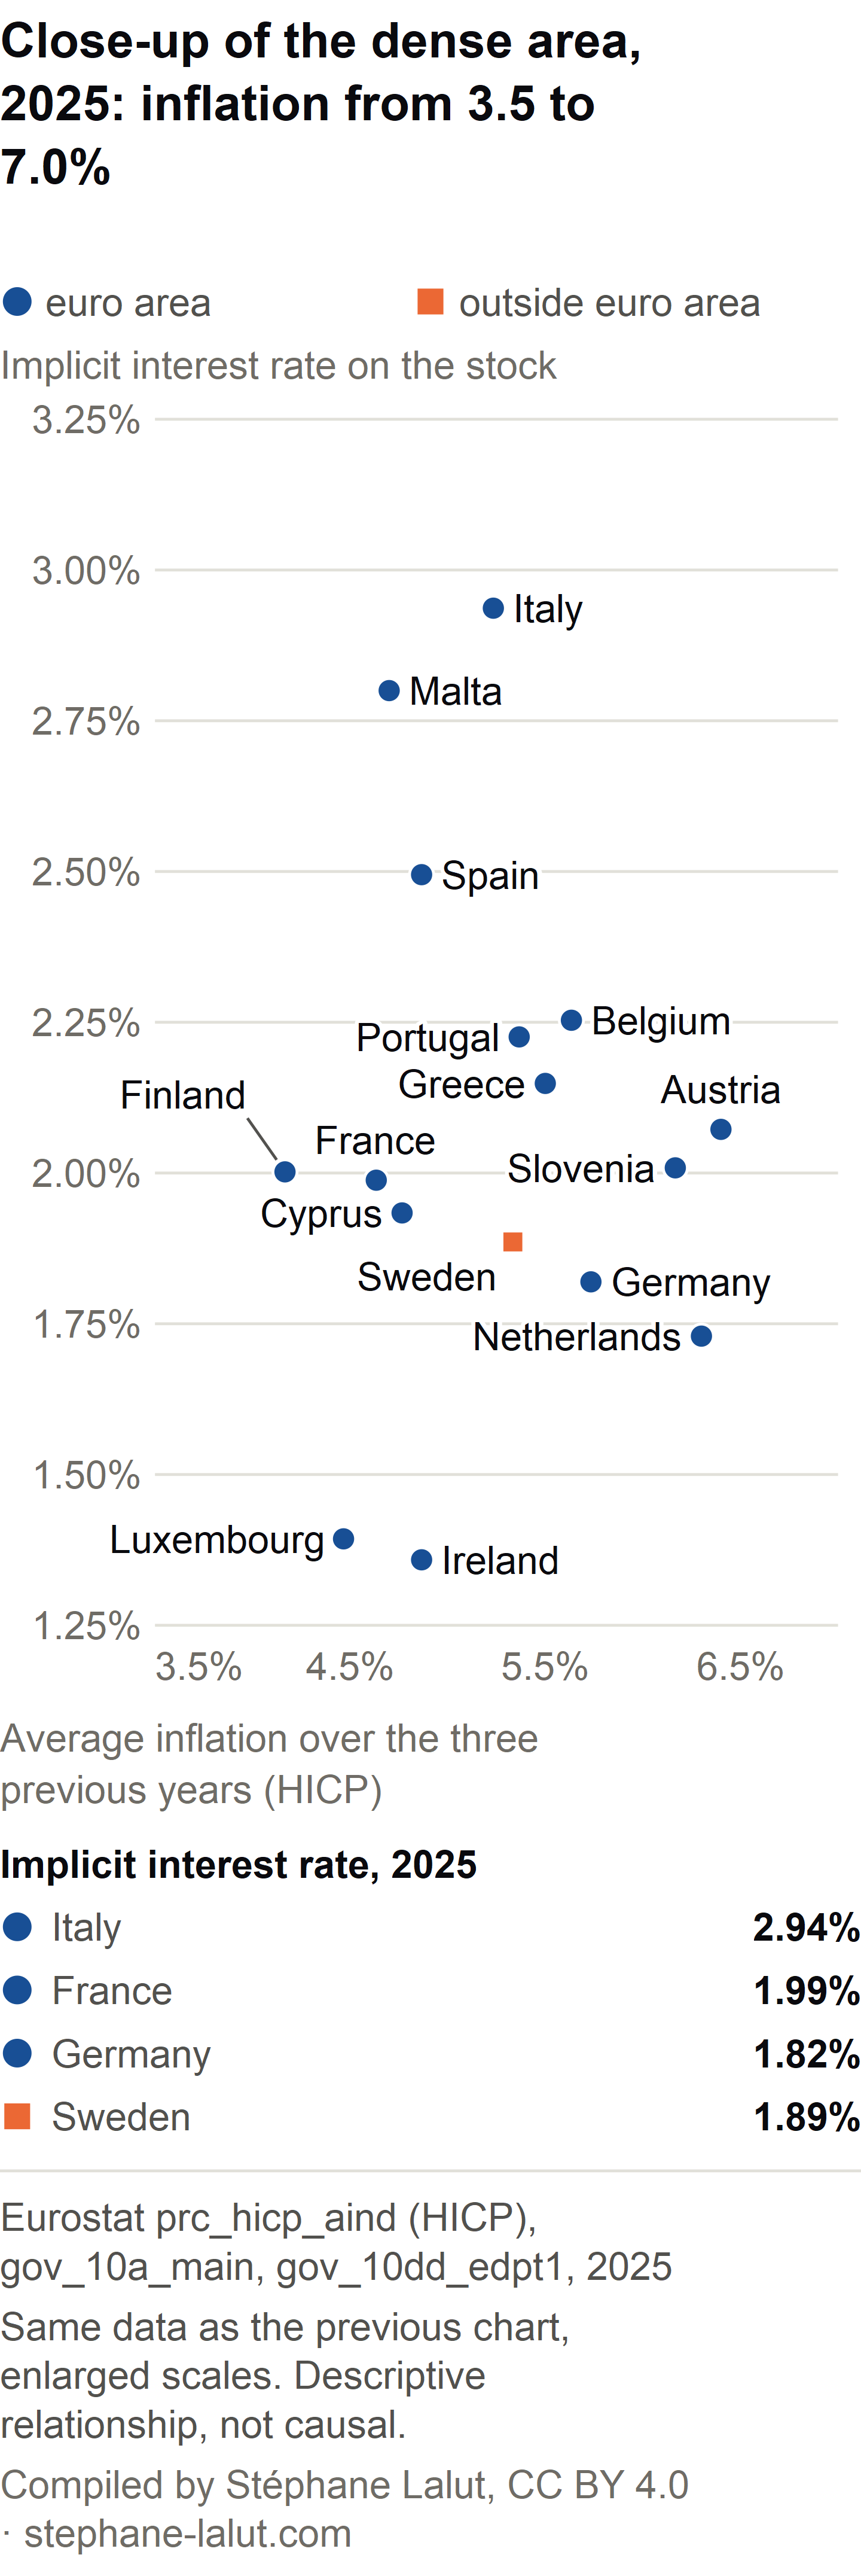 Close-up of the dense area,
2025: inflation from 3.5 to
7.0%
euro area
outside euro area
Implicit interest rate on the stock
3.25%
3.00%
Italy
Malta
2.75%
2.50%
Spain
2.25%
Belgium
Portugal
Greece
Austria
Finland
France
2.00%
Slovenia
Cyprus
Sweden
Germany
1.75%
Netherlands
1.50%
Luxembourg
Ireland
1.25%
3.5%
4.5%
5.5%
6.5%
Average inflation over the three
previous years (HICP)
Implicit interest rate, 2025
Italy 2.94%
France 1.99%
Germany 1.82%
Sweden 1.89%
Eurostat prc_hicp_aind (HICP),
gov_10a_main, gov_10dd_edpt1, 2025
Same data as the previous chart,
enlarged scales. Descriptive
relationship, not causal.
Compiled by Stéphane Lalut, CC BY 4.0
· stephane-lalut.com